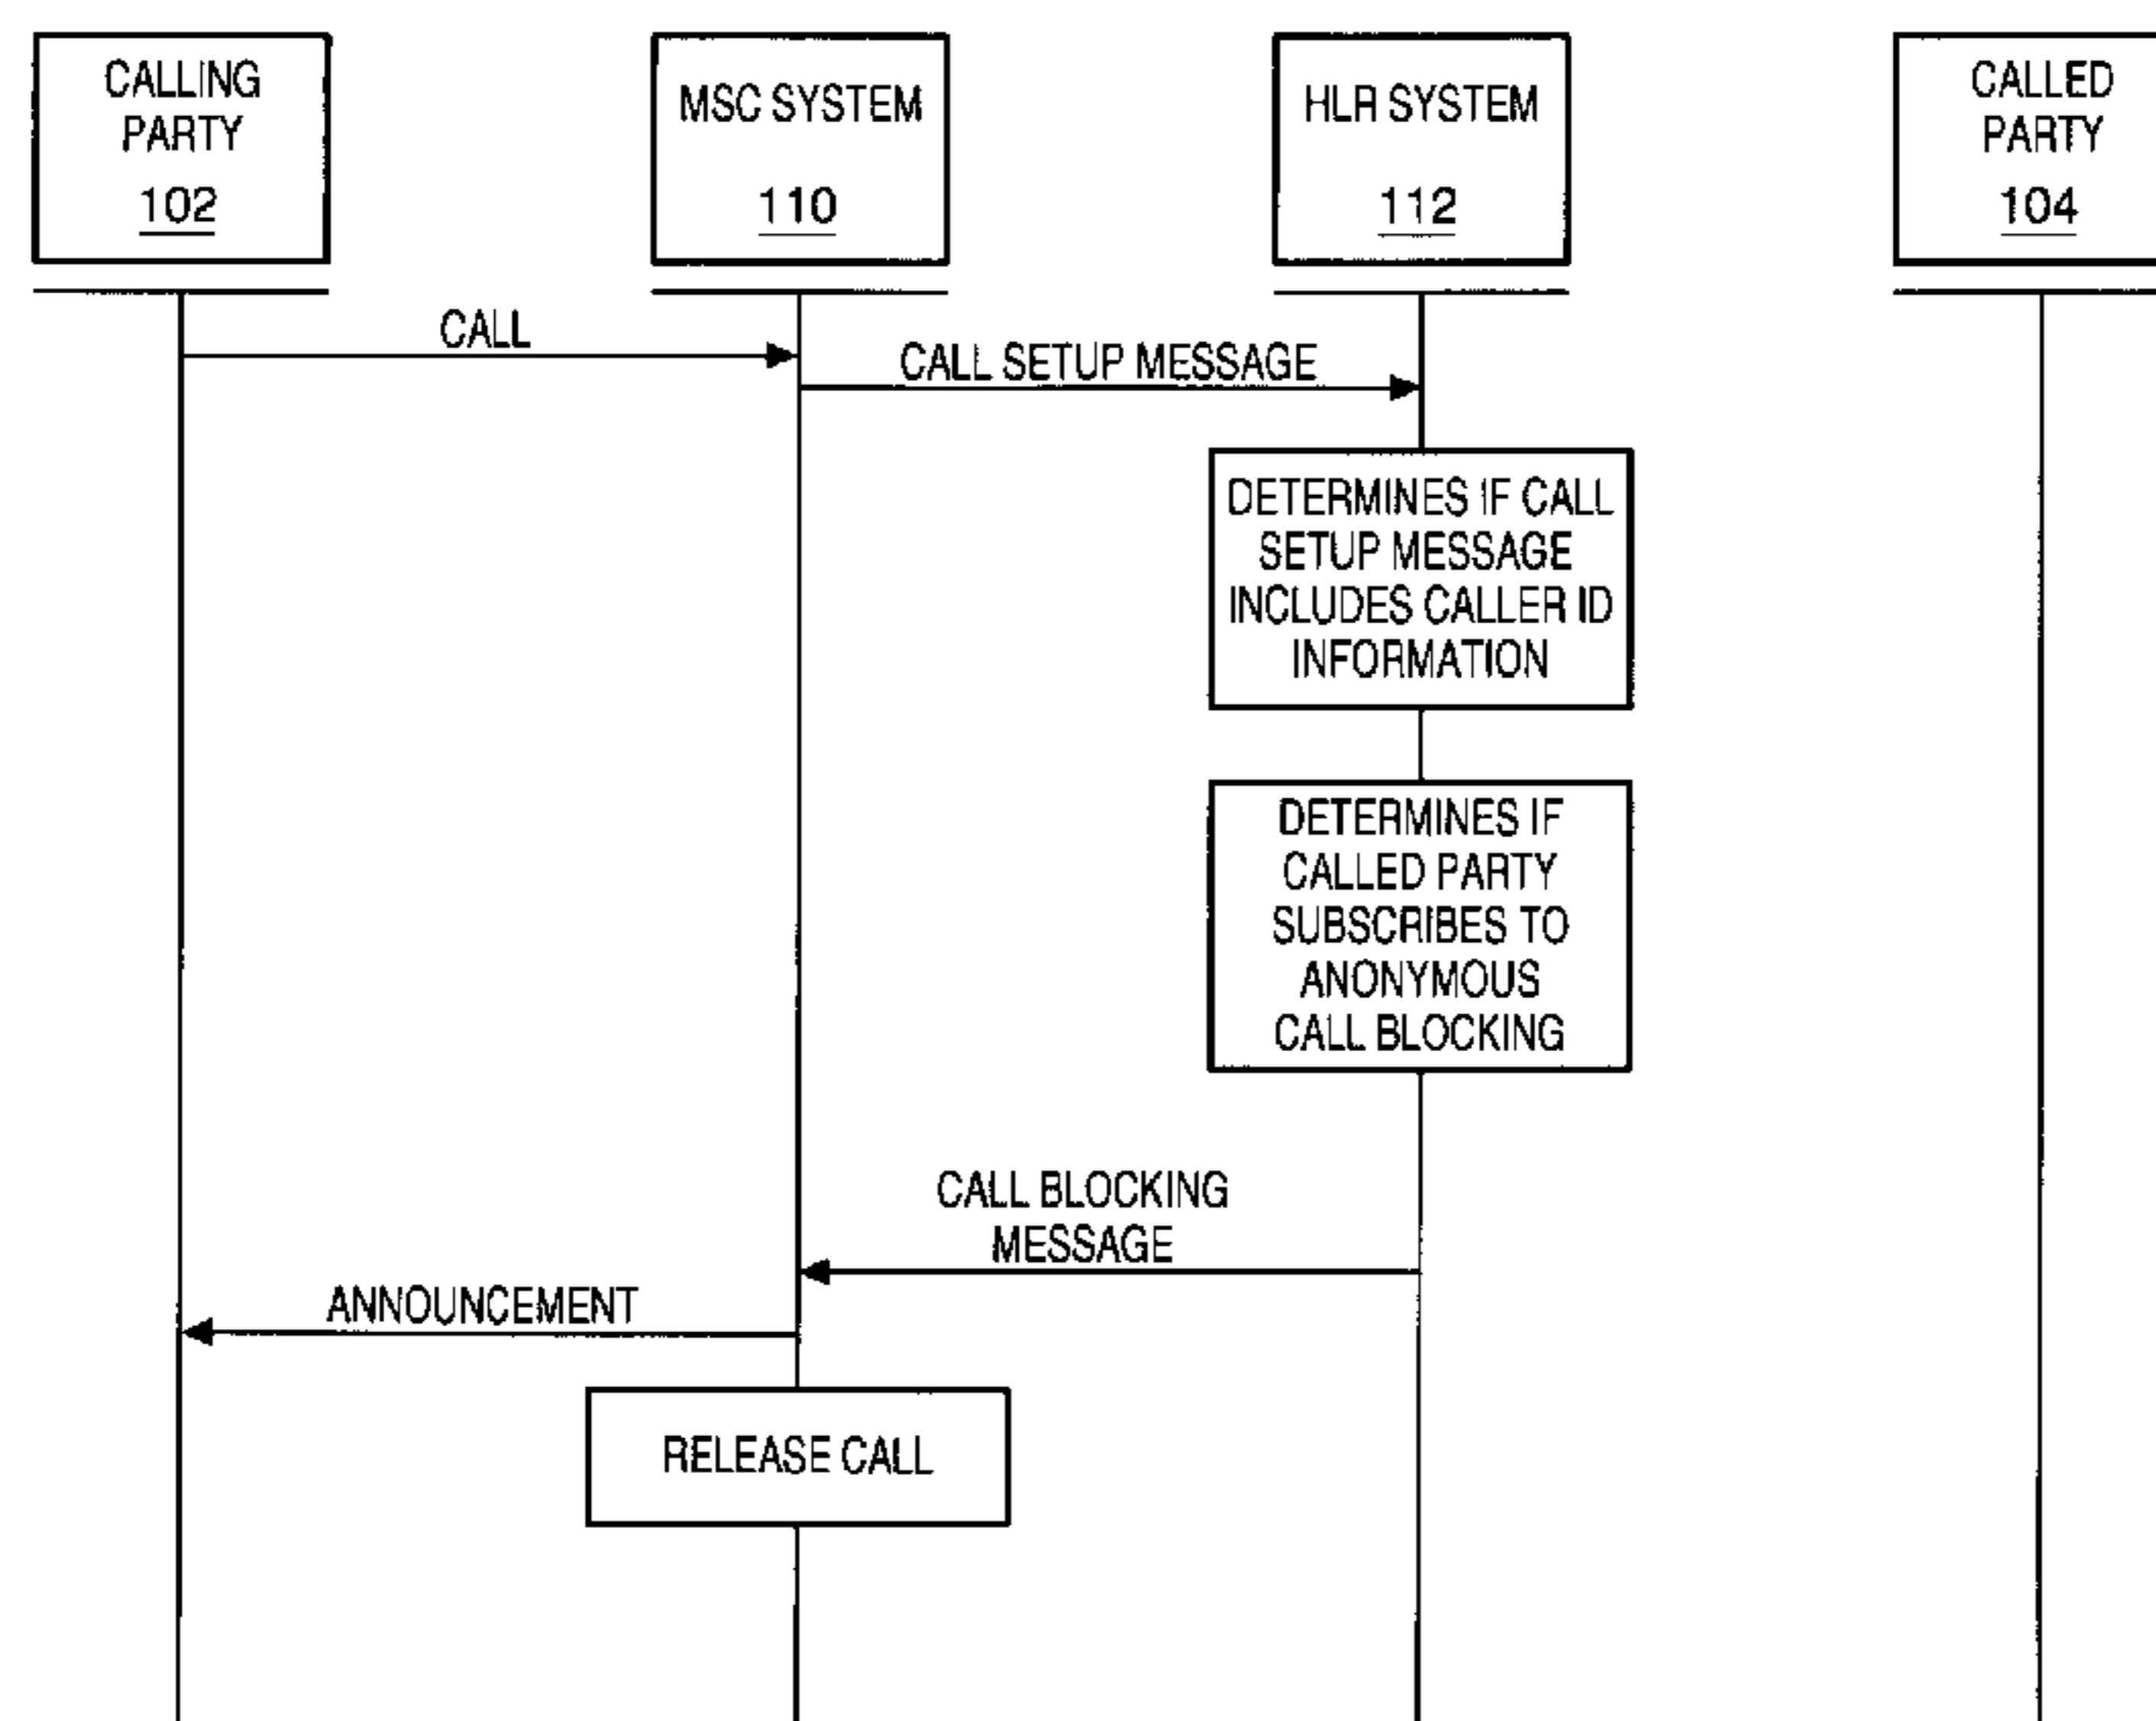 CALLING
PARTY
102
MSC SYSTEM
110
HLR SYSTEM
112
CALLED
PARTY
104
CALL
CALL SETUP MESSAGE
DETERMINES IF CALL
SETUP MESSAGE
INCLUDES CALLER ID
INFORMATION
DETERMINES IF
CALLED PARTY
SUBSCRIBES TO
ANONYMOUS
CALL BLOCKING
CALL BLOCKING
MESSAGE
ANNOUNCEMENT
RELEASE CALL